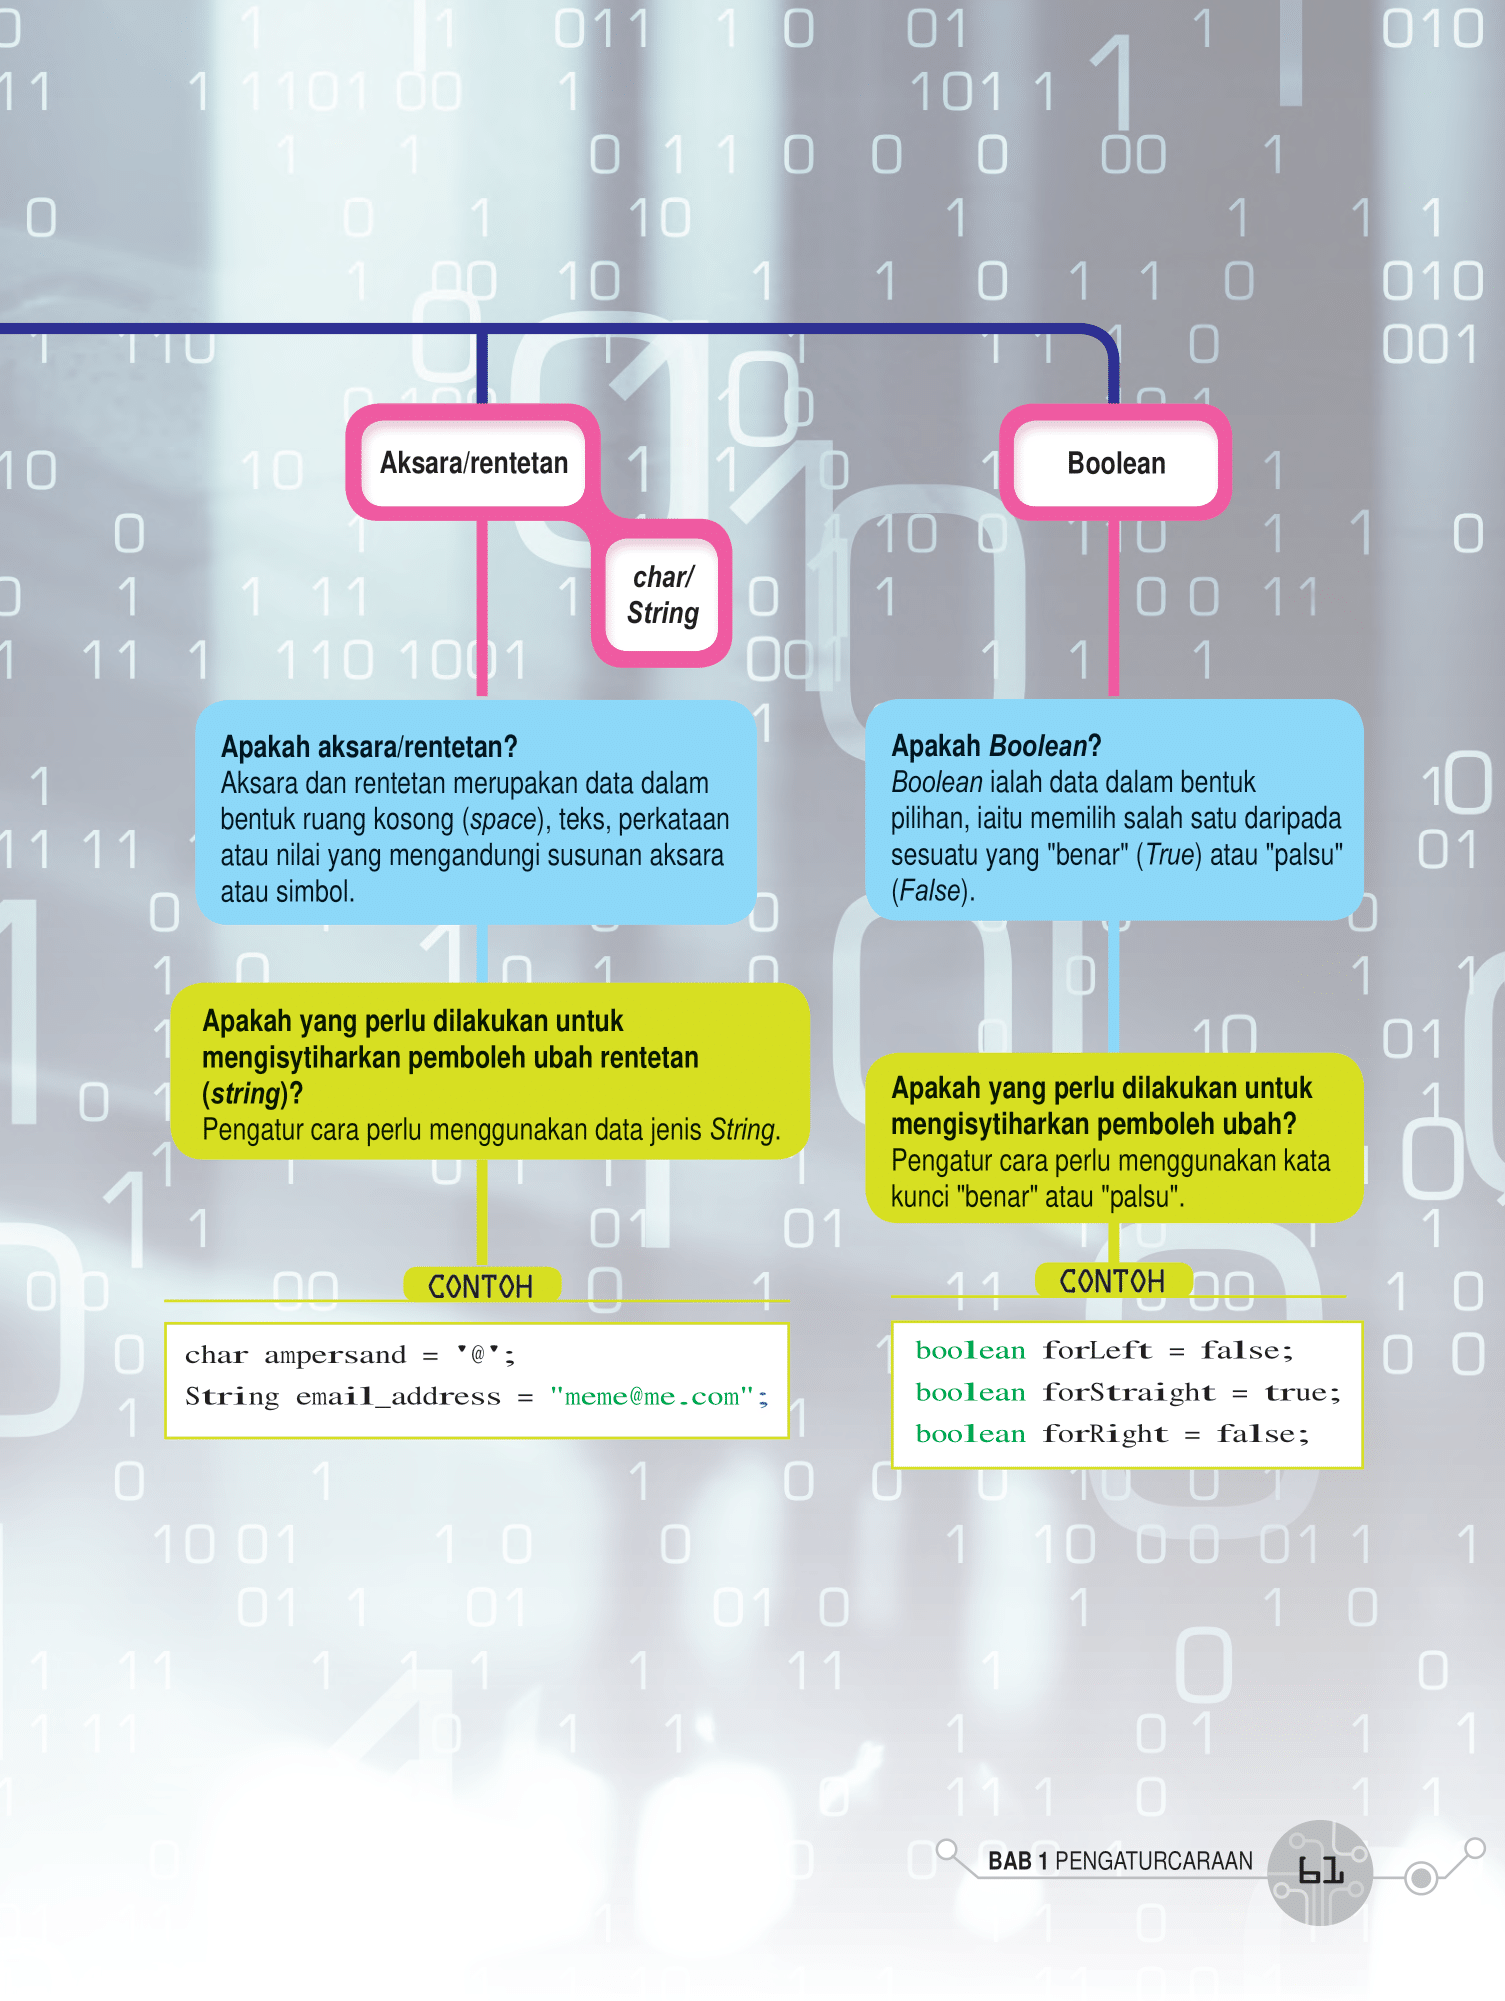 Aksara/rentetan
char/
String
Apakah aksara/rentetan?
Aksara dan rentetan merupakan data dalam
bentuk ruang kosong (space), teks, perkataan
atau nilai yang mengandungi susunan aksara
atau simbol.
Apakah yang perlu dilakukan untuk
mengisytiharkan pemboleh ubah rentetan
(string)?
Pengatur cara perlu menggunakan data jenis String.
CONTOH
char ampersand = '@';
String email_address = "meme@me.com";
Boolean
Apakah Boolean?
Boolean ialah data dalam bentuk
pilihan, iaitu memilih salah satu daripada
sesuatu yang "benar" (True) atau "palsu"
(False).
Apakah yang perlu dilakukan untuk
mengisytiharkan pemboleh ubah?
Pengatur cara perlu menggunakan kata
kunci "benar" atau "palsu".
CONTOH
boolean forLeft = false;
boolean forStraight = true;
boolean forRight = false;
BAB 1 PENGATURCARAAN 61